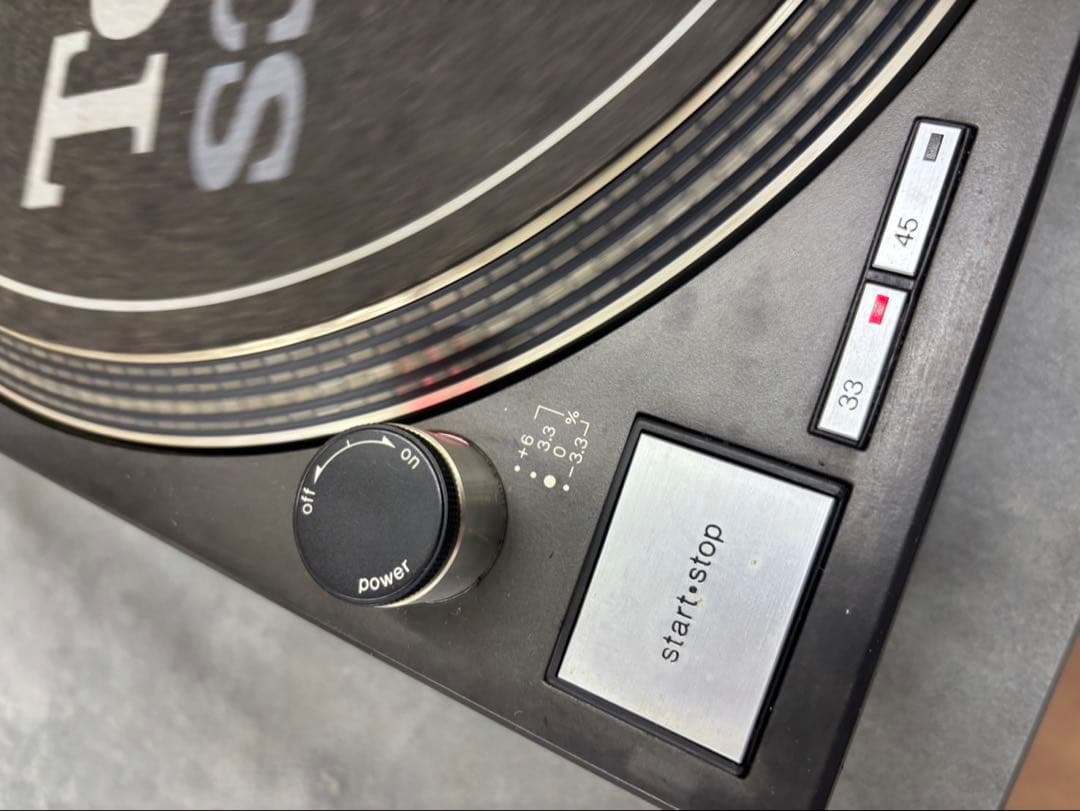 off
on
power
+6
3.3
0
-3.3
%
start•stop
33
45